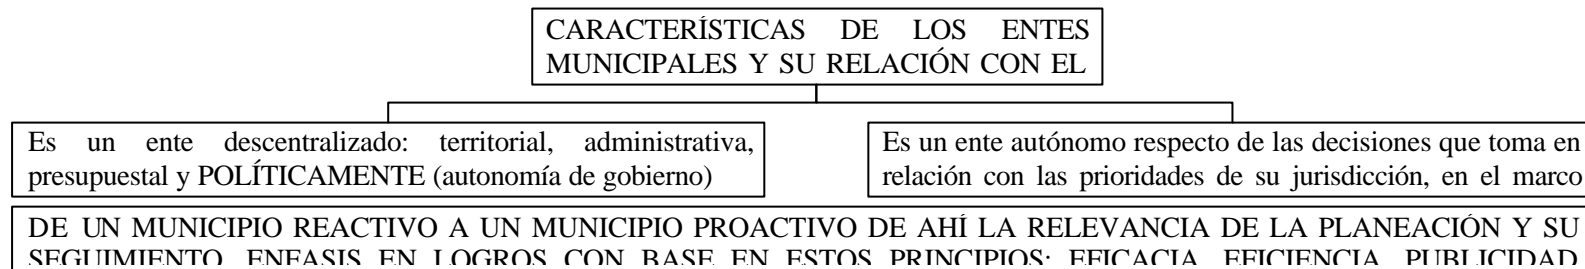 CARACTERÍSTICAS DE LOS ENTES
MUNICIPALES Y SU RELACIÓN CON EL
Es un ente descentralizado: territorial, administrativa,
presupuestal y POLÍTICAMENTE (autonomía de gobierno)
Es un ente autónomo respecto de las decisiones que toma en
relación con las prioridades de su jurisdicción, en el marco
DE UN MUNICIPIO REACTIVO A UN MUNICIPIO PROACTIVO DE AHÍ LA RELEVANCIA DE LA PLANEACIÓN Y SU
SEGUIMIENTO. ENFASIS EN LOGROS CON BASE EN ESTOS PRINCIPIOS: EFICACIA, EFICIENCIA, PUBLICIDAD